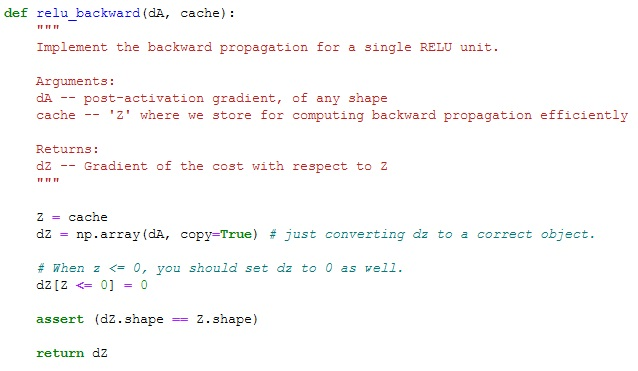 def relu_backward(dA, cache):
"""
Implement the backward propagation for a single RELU unit.
Arguments:
dA -- post-activation gradient, of any shape
cache -- 'Z' where we store for computing backward propagation efficiently
Returns:
dZ -- Gradient of the cost with respect to Z
"""
Z = cache
dZ = np.array(dA, copy=True) # just converting dz to a correct object.
# When z <= 0, you should set dz to 0 as well.
dZ[Z <= 0] = 0
assert (dZ.shape == Z.shape)
return dZ